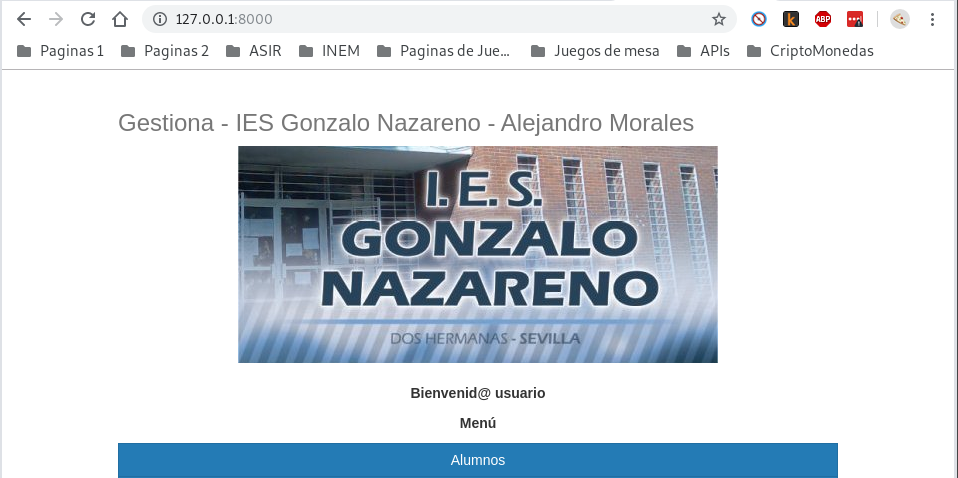 127.0.0.1:8000
Paginas 1 Paginas 2 ASIR INEM Paginas de Jue... Juegos de mesa APIs CriptoMonedas
Gestiona - IES Gonzalo Nazareno - Alejandro Morales
I.E.S.
GONZALO
NAZARENO
DOS HERMANAS - SEVILLA
Bienvenid@ usuario
Menú
Alumnos